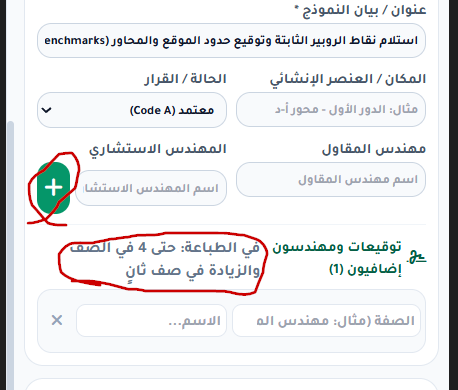 عنوان / بيان النموذج *
استلام نقاط الروبير الثابتة وتوقيع حدود الموقع والمحاور (enchmarks
المكان / العنصر الإنشائي
الحالة / القرار
مثال: الدور الأول - محور أ-د
معتمد (Code A)
مهندس المقاول
المهندس الاستشاري
اسم مهندس المقاول
اسم المهندس الاستشا
+
توقيعات ومهندسون
إضافيون (1)
في الطباعة: حتى 4 في الصف
والزيادة في صف ثانٍ
الصفة (مثال: مهندس الم
الاسم...
×